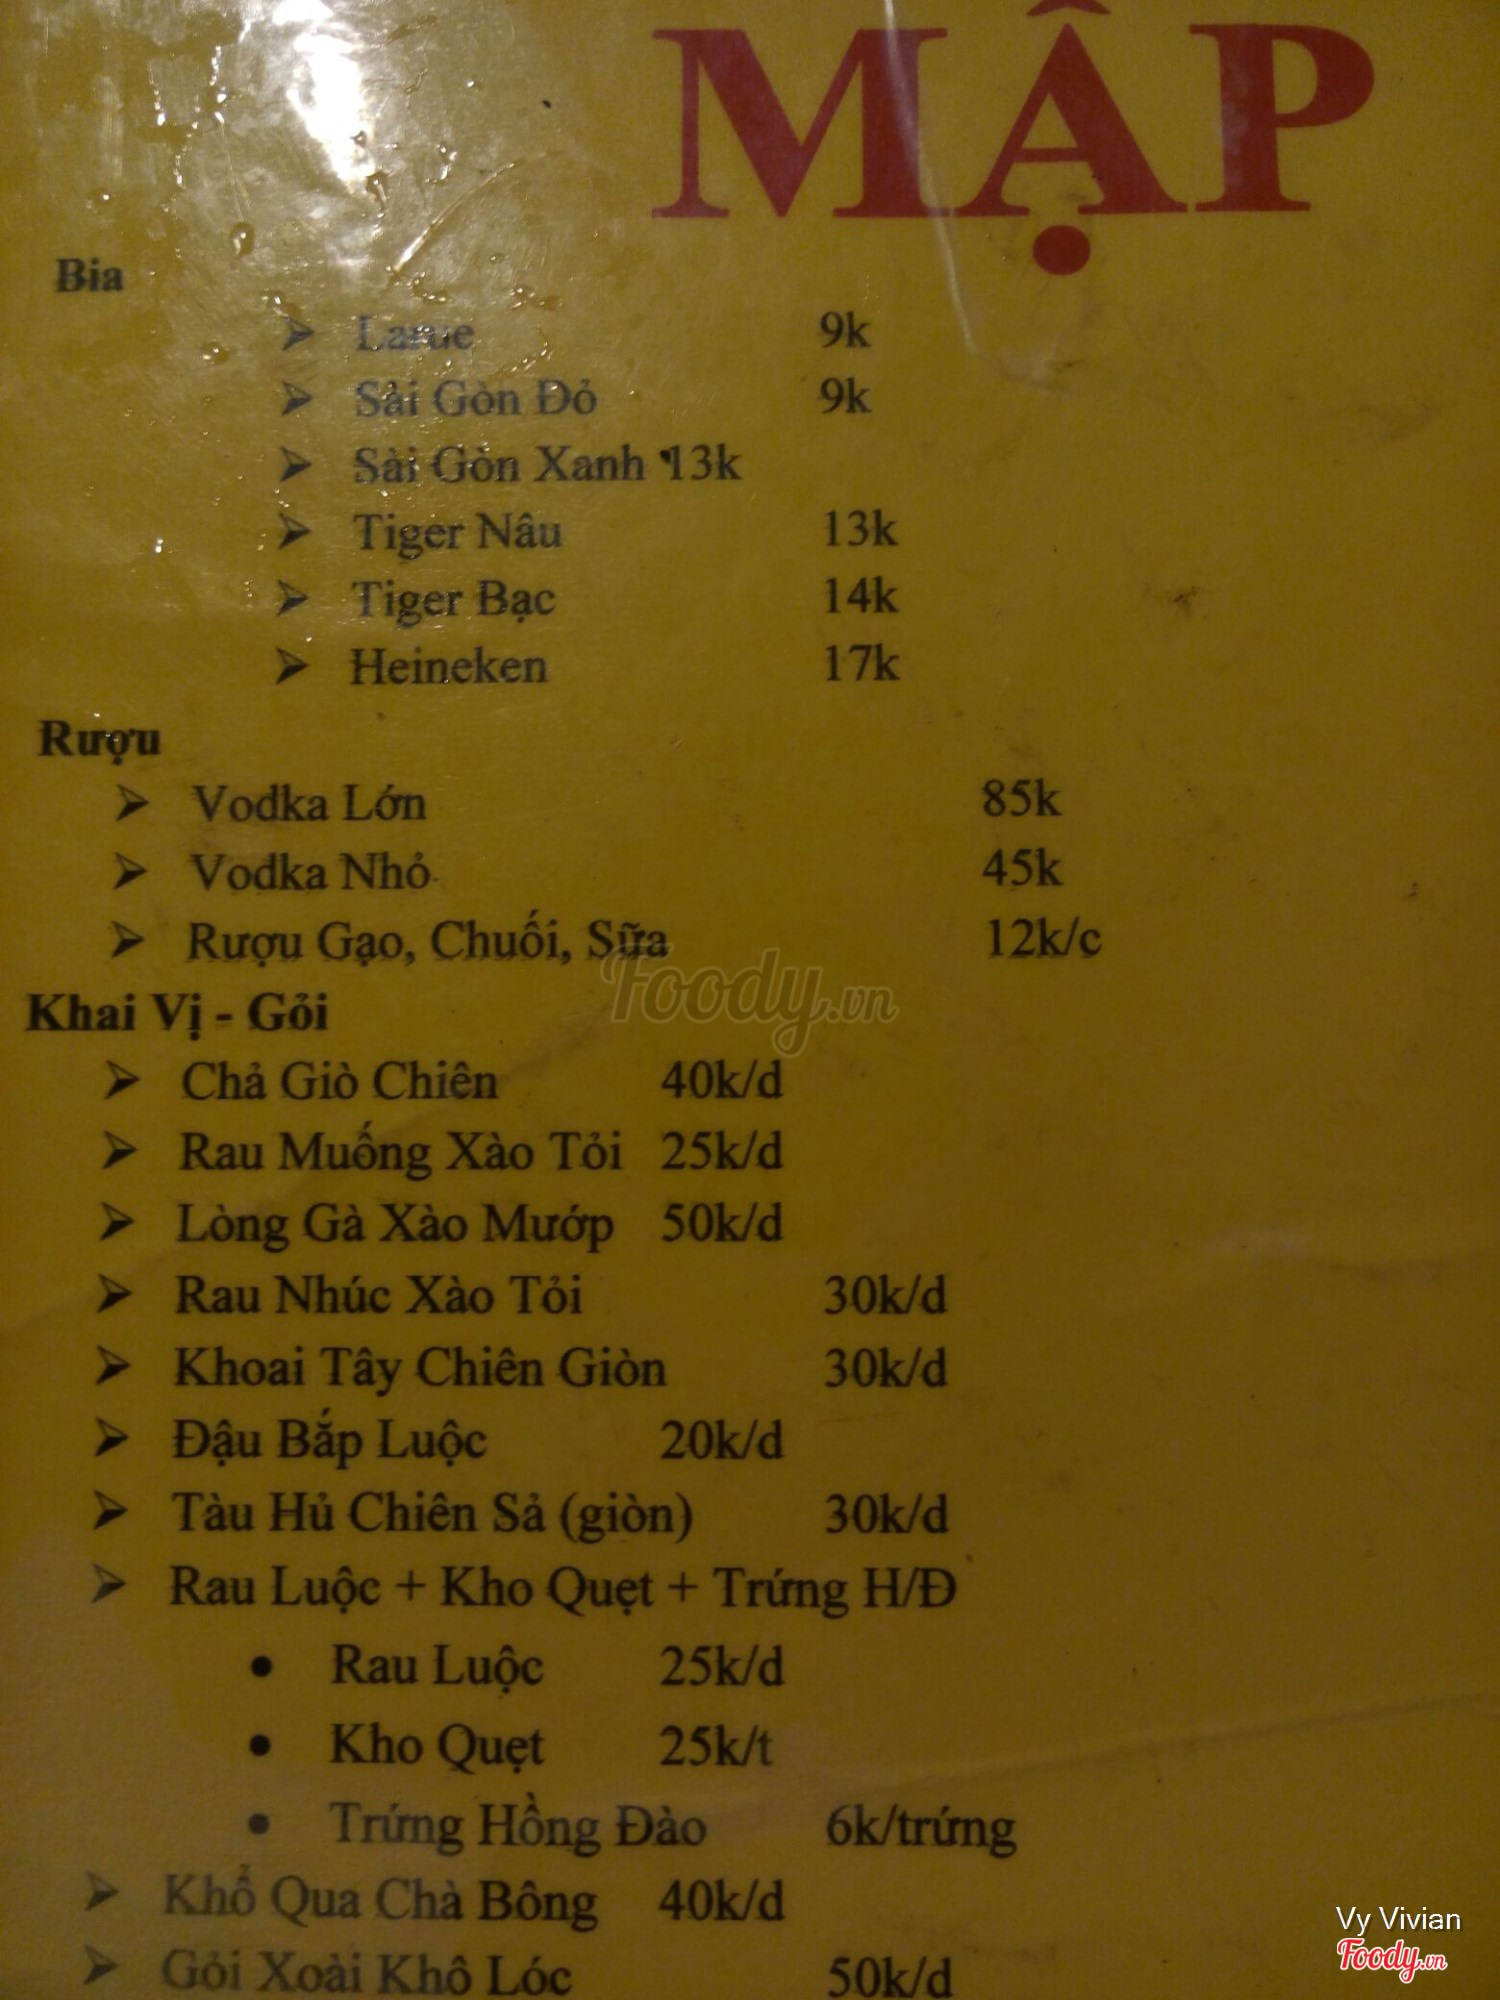 MẬP
Bia
➢ Larue 9k
➢ Sài Gòn Đỏ 9k
➢ Sài Gòn Xanh 13k
➢ Tiger Nâu 13k
➢ Tiger Bạc 14k
➢ Heineken 17k
Rượu
➢ Vodka Lớn 85k
➢ Vodka Nhỏ 45k
➢ Rượu Gạo, Chuối, Sữa 12k/c
Foody.vn
Khai Vị - Gỏi
➢ Chả Giò Chiên 40k/d
➢ Rau Muống Xào Tỏi 25k/d
➢ Lòng Gà Xào Mướp 50k/d
➢ Rau Nhúc Xào Tỏi 30k/d
➢ Khoai Tây Chiên Giòn 30k/d
➢ Đậu Bắp Luộc 20k/d
➢ Tàu Hủ Chiên Sả (giòn) 30k/d
➢ Rau Luộc + Kho Quẹt + Trứng H/Đ
• Rau Luộc 25k/d
• Kho Quẹt 25k/t
• Trứng Hồng Đào 6k/trứng
➢ Khổ Qua Chà Bông 40k/d
➢ Gỏi Xoài Khô Lóc 50k/d
Vy Vivian
Foody.vn